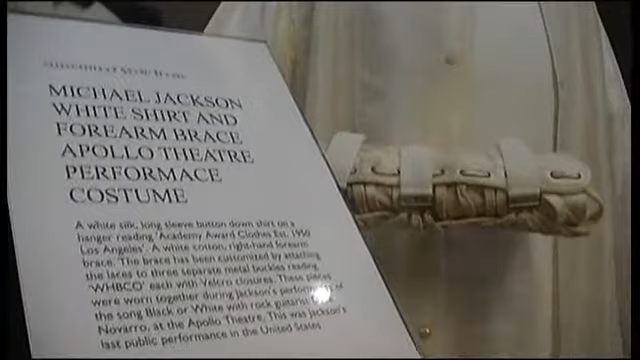 MICHAEL JACKSON
WHITE SHIRT AND
FOREARM BRACE
APOLLO THEATRE
PERFORMACE
COSTUME
A white silk, long sleeve button down shirt on a
hanger reading 'Academy Award Clothes Est. 1950
Los Angeles'. A white cotton, right-hand forearm
brace. The brace has been customized by attaching
the laces to three separate metal buckles reading
'WHBCO' each with Velcro closures. These pieces
were worn together during Jackson's performance of
the song Black or White with rock guitarist
Novarro, at the Apollo Theatre. This was Jackson's
last public performance in the United States